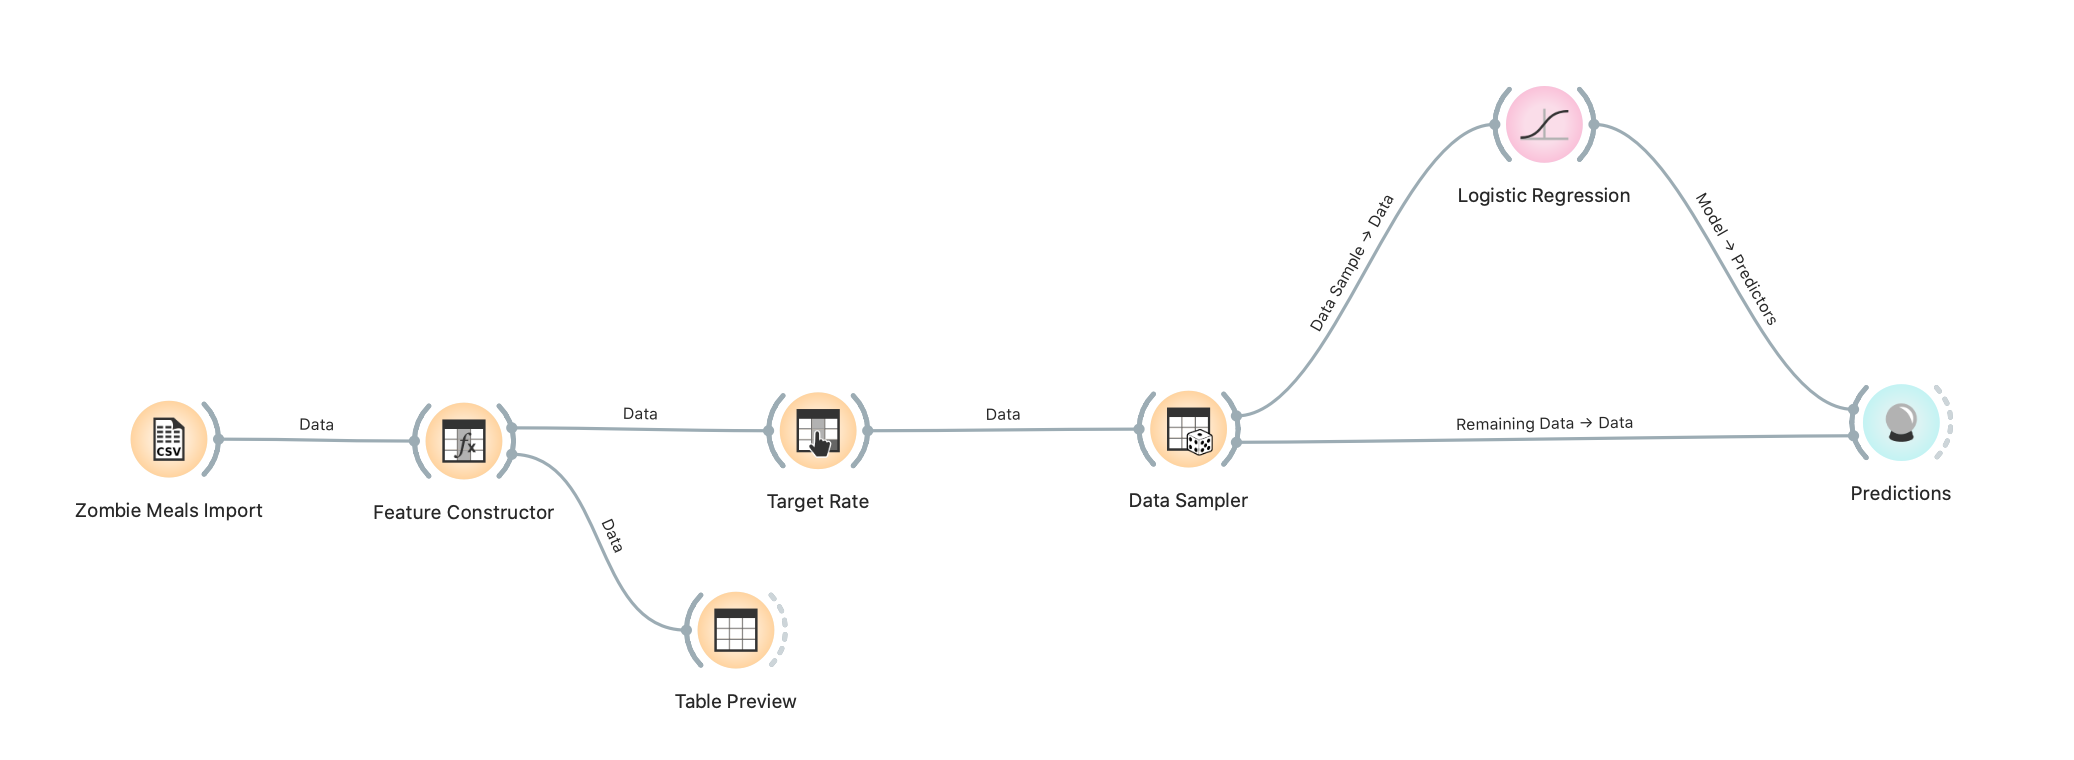 Logistic Regression
Data Sample → Data
Model → Predictors
Data
Data
Data
Remaining Data → Data
CSV
fx
Zombie Meals Import
Feature Constructor
Target Rate
Data Sampler
Predictions
Data
Table Preview